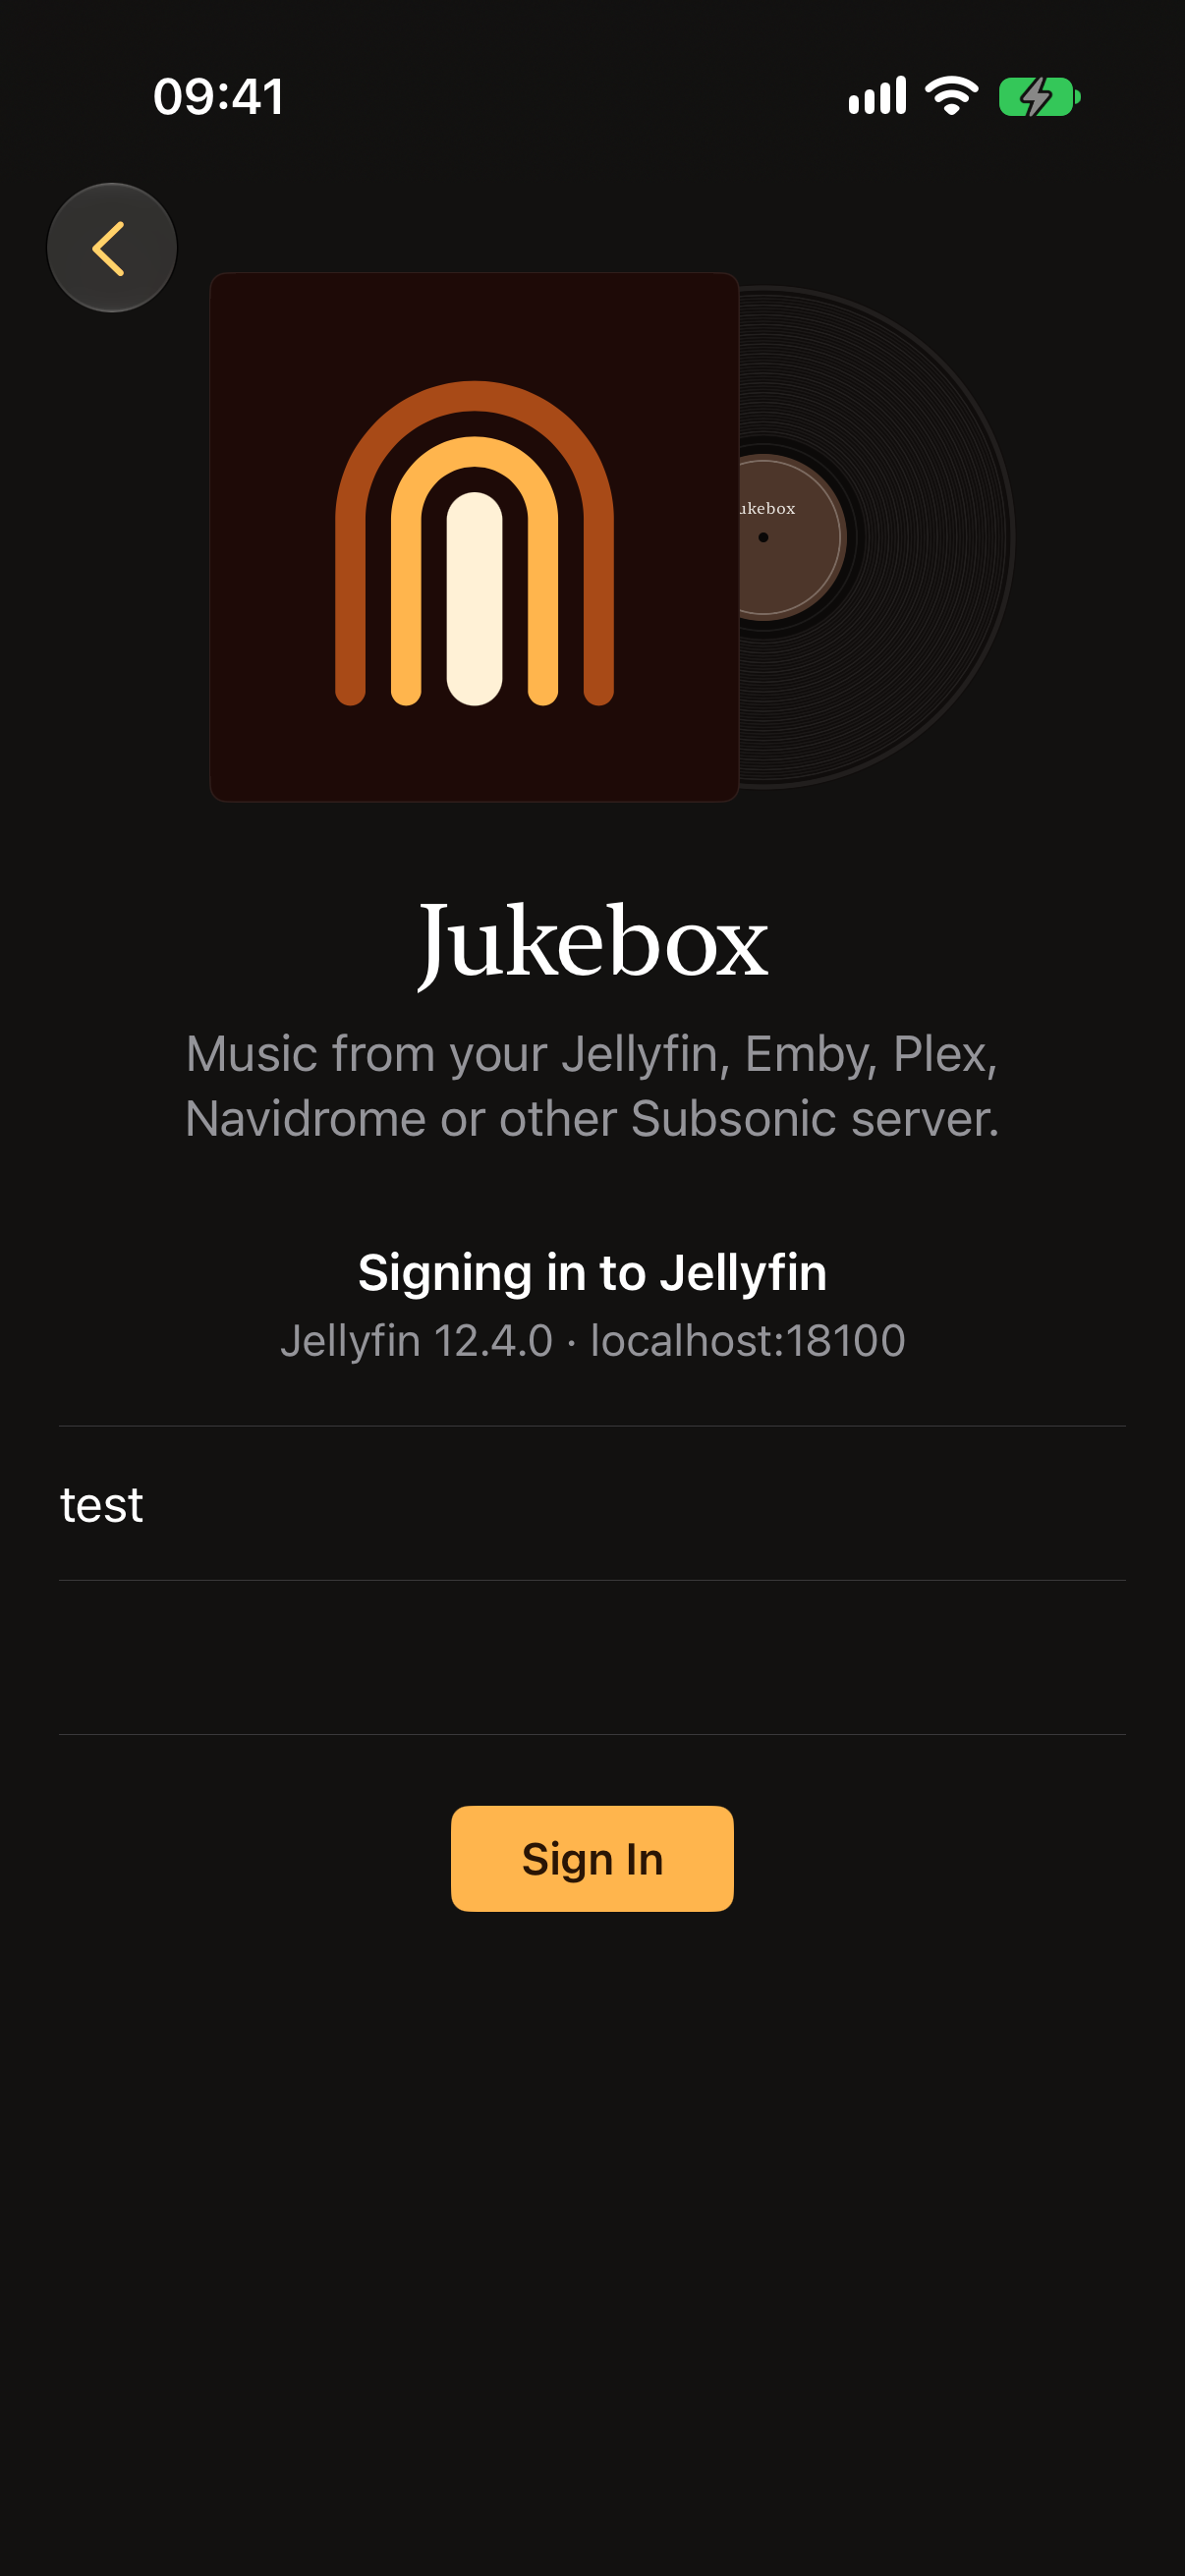 09:41
ukebox
Jukebox
Music from your Jellyfin, Emby, Plex,
Navidrome or other Subsonic server.
Signing in to Jellyfin
Jellyfin 12.4.0 · localhost:18100
test
Sign In